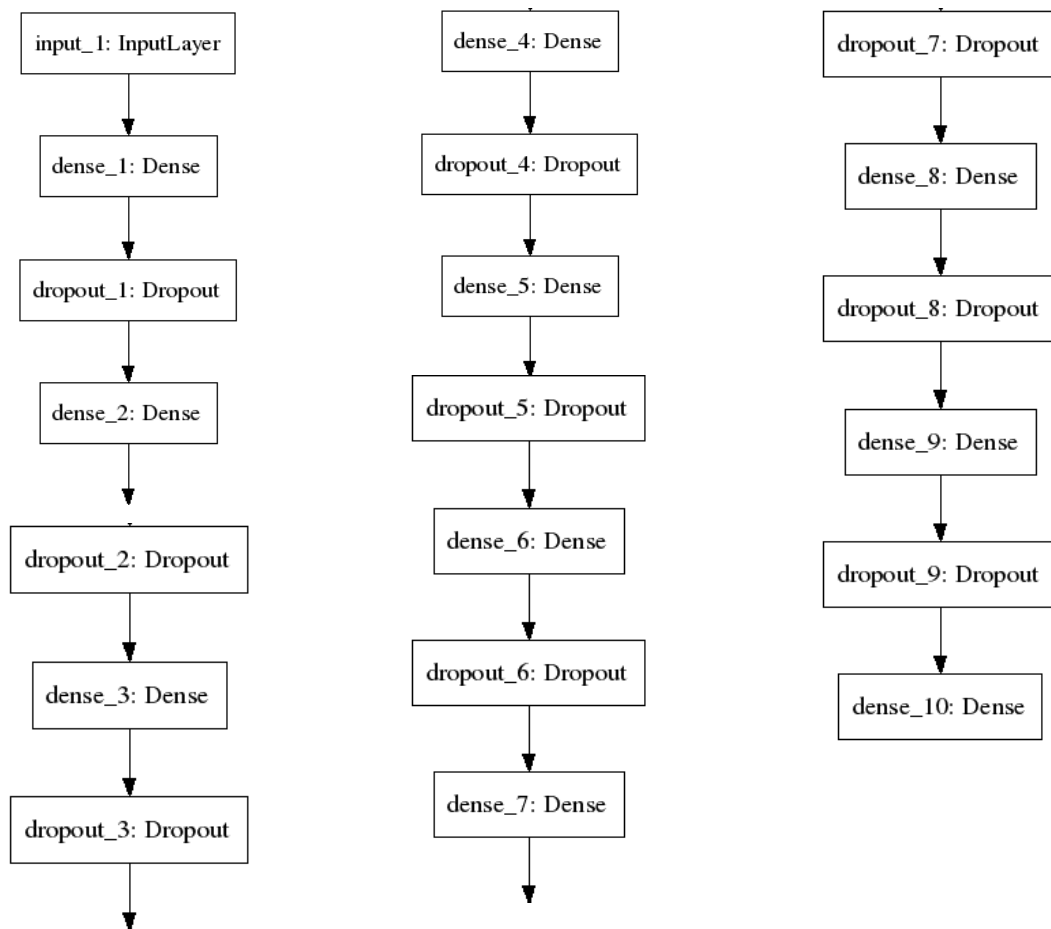 input_1: InputLayer
dense_1: Dense
dropout_1: Dropout
dense_2: Dense
dropout_2: Dropout
dense_3: Dense
dropout_3: Dropout
dense_4: Dense
dropout_4: Dropout
dense_5: Dense
dropout_5: Dropout
dense_6: Dense
dropout_6: Dropout
dense_7: Dense
dropout_7: Dropout
dense_8: Dense
dropout_8: Dropout
dense_9: Dense
dropout_9: Dropout
dense_10: Dense